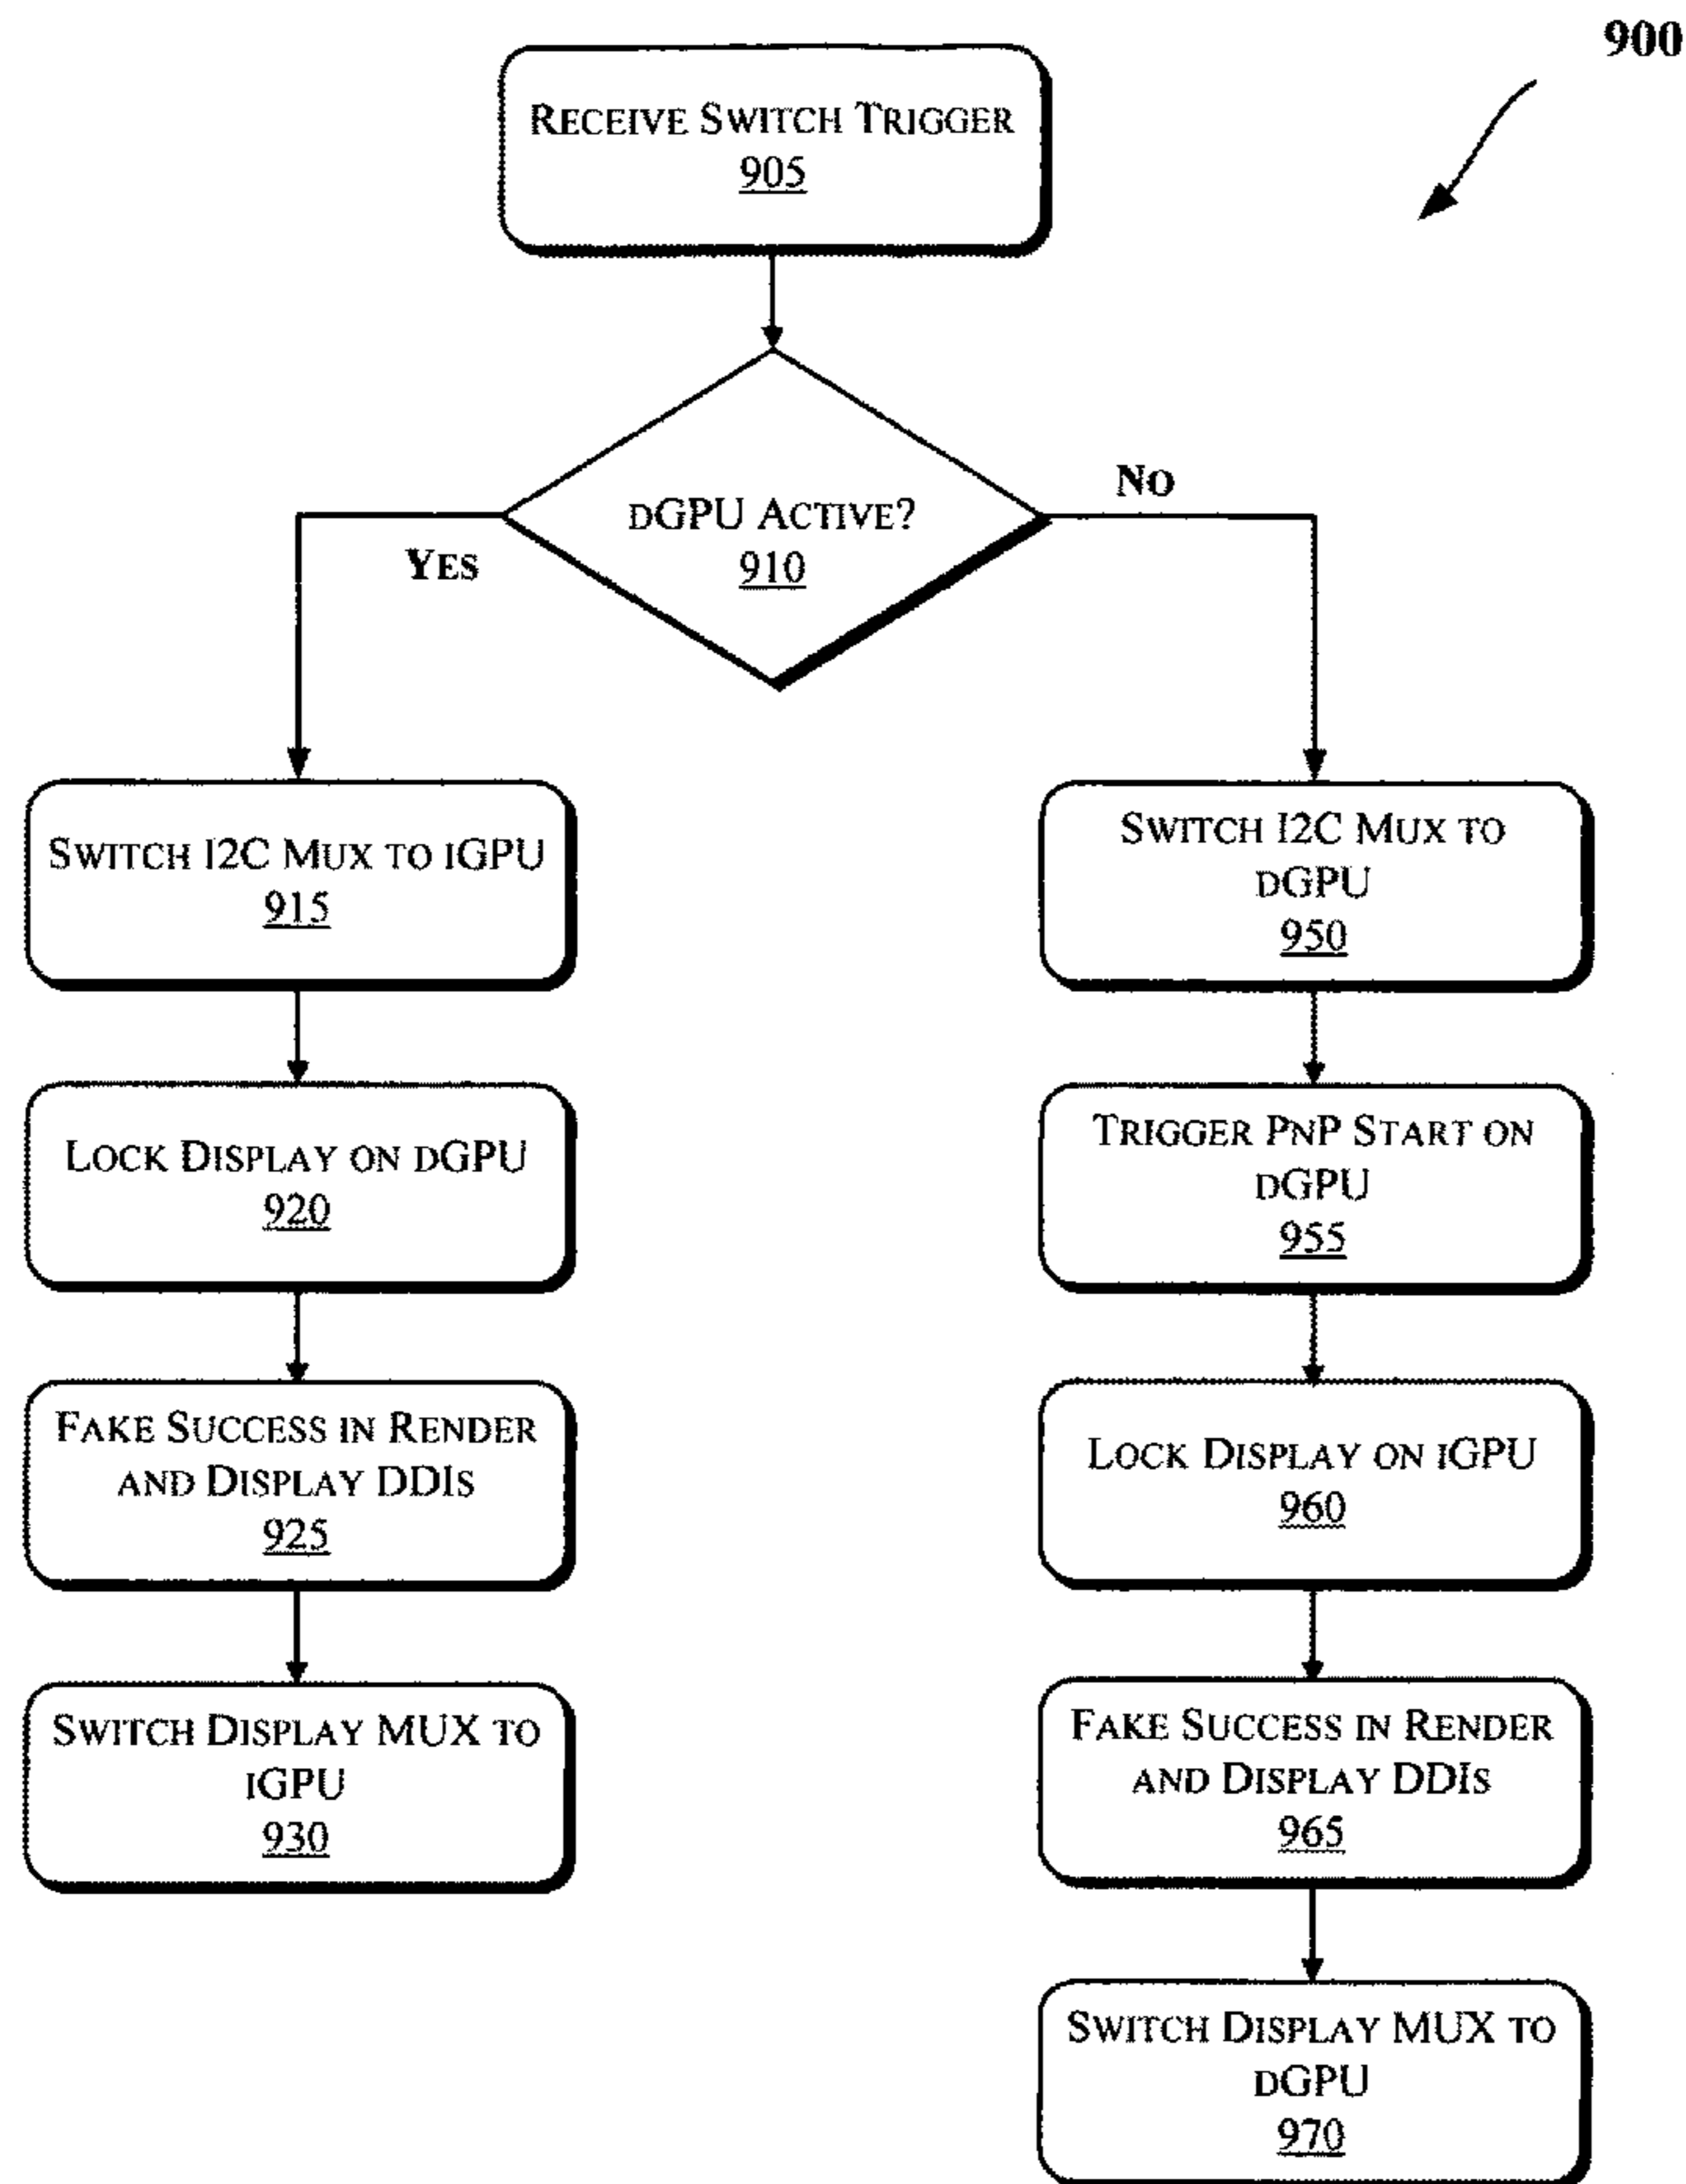 900
RECEIVE SWITCH TRIGGER
905
DGPU ACTIVE?
910
YES
NO
SWITCH I2C MUX TO IGPU
915
LOCK DISPLAY ON DGPU
920
FAKE SUCCESS IN RENDER
AND DISPLAY DDIS
925
SWITCH DISPLAY MUX TO
IGPU
930
SWITCH I2C MUX TO
DGPU
950
TRIGGER PNP START ON
DGPU
955
LOCK DISPLAY ON IGPU
960
FAKE SUCCESS IN RENDER
AND DISPLAY DDIS
965
SWITCH DISPLAY MUX TO
DGPU
970